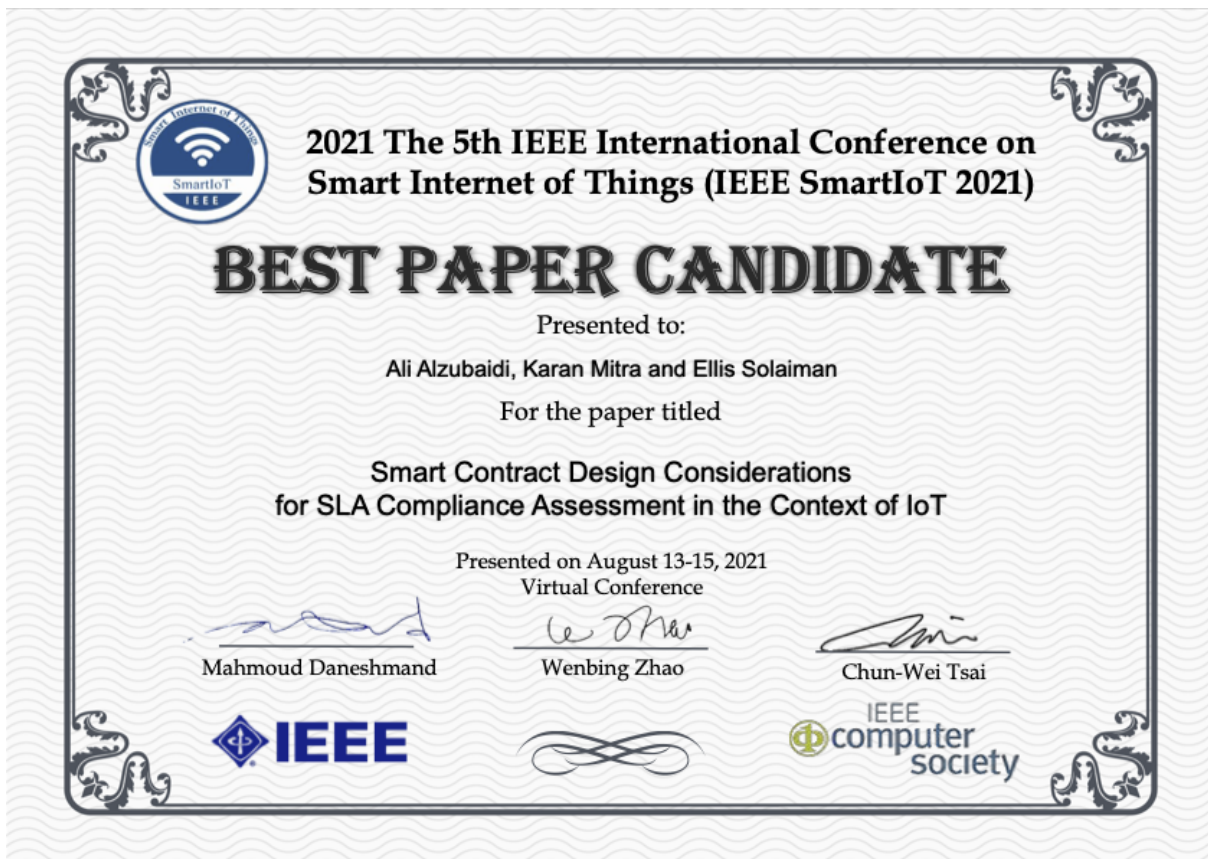 Smart Internet of Things
SmartIoT
IEEE
2021 The 5th IEEE International Conference on
Smart Internet of Things (IEEE SmartIoT 2021)
BEST PAPER CANDIDATE
Presented to:
Ali Alzubaidi, Karan Mitra and Ellis Solaiman
For the paper titled
Smart Contract Design Considerations
for SLA Compliance Assessment in the Context of IoT
Presented on August 13-15, 2021
Virtual Conference
Mahmoud Daneshmand
Wenbing Zhao
Chun-Wei Tsai
IEEE
IEEE
computer
society